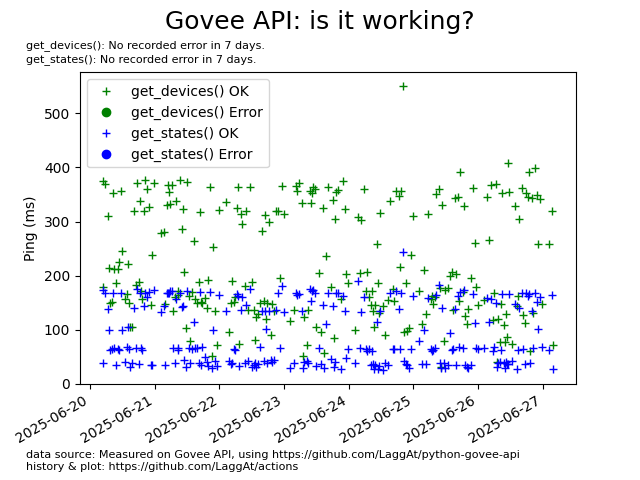 Govee API: is it working?
get_devices(): No recorded error in 7 days.
get_states(): No recorded error in 7 days.
get_devices() OK
get_devices() Error
get_states() OK
get_states() Error
Ping (ms)
500
400
300
200
100
0
2025-06-20
2025-06-21
2025-06-22
2025-06-23
2025-06-24
2025-06-25
2025-06-26
2025-06-27
data source: Measured on Govee API, using https://github.com/LaggAt/python-govee-api
history & plot: https://github.com/LaggAt/actions